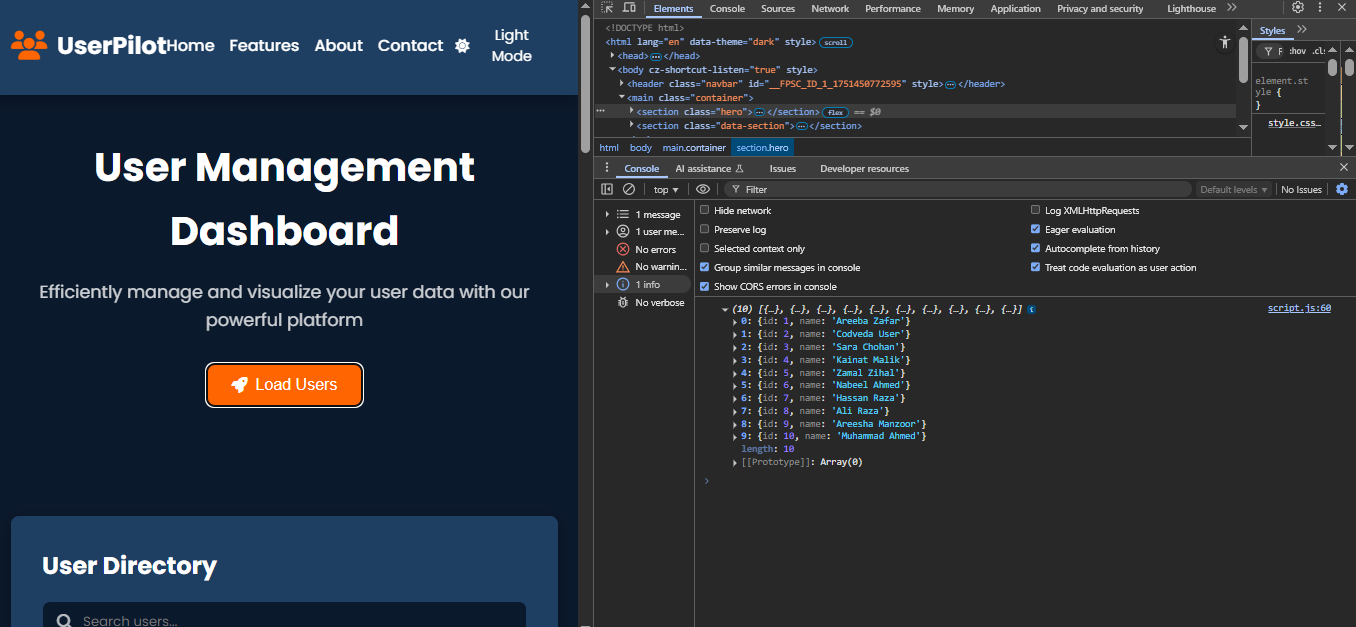 UserPilot Home Features About Contact Light Mode
User Management
Dashboard
Efficiently manage and visualize your user data with our
powerful platform
Load Users
User Directory
Search users...
Elements Console Sources Network Performance Memory Application Privacy and security Lighthouse
<!DOCTYPE html>
<html lang="en" data-theme="dark" style> scroll
<head> … </head>
<body cz-shortcut-listen="true" style>
<header class="navbar" id="__FPSC_ID_1_1751450772595" style> … </header>
<main class="container">
<section class="hero"> … </section> flex == $0
<section class="data-section"> … </section>
html body main.container section.hero
Styles
F :hov .cl
element.st
yle {
}
style.css…
Console AI assistance Issues Developer resources
top Filter Default levels No Issues
1 message
1 user me...
No errors
No warnin...
1 info
No verbose
Hide network
Preserve log
Selected context only
Group similar messages in console
Show CORS errors in console
Log XMLHttpRequests
Eager evaluation
Autocomplete from history
Treat code evaluation as user action
(10) [{…}, {…}, {…}, {…}, {…}, {…}, {…}, {…}, {…}, {…}] script.js:60
0: {id: 1, name: 'Areeba Zafar'}
1: {id: 2, name: 'Codveda User'}
2: {id: 3, name: 'Sara Chohan'}
3: {id: 4, name: 'Kainat Malik'}
4: {id: 5, name: 'Zamal Zihal'}
5: {id: 6, name: 'Nabeel Ahmed'}
6: {id: 7, name: 'Hassan Raza'}
7: {id: 8, name: 'Ali Raza'}
8: {id: 9, name: 'Areesha Manzoor'}
9: {id: 10, name: 'Muhammad Ahmed'}
length: 10
[[Prototype]]: Array(0)